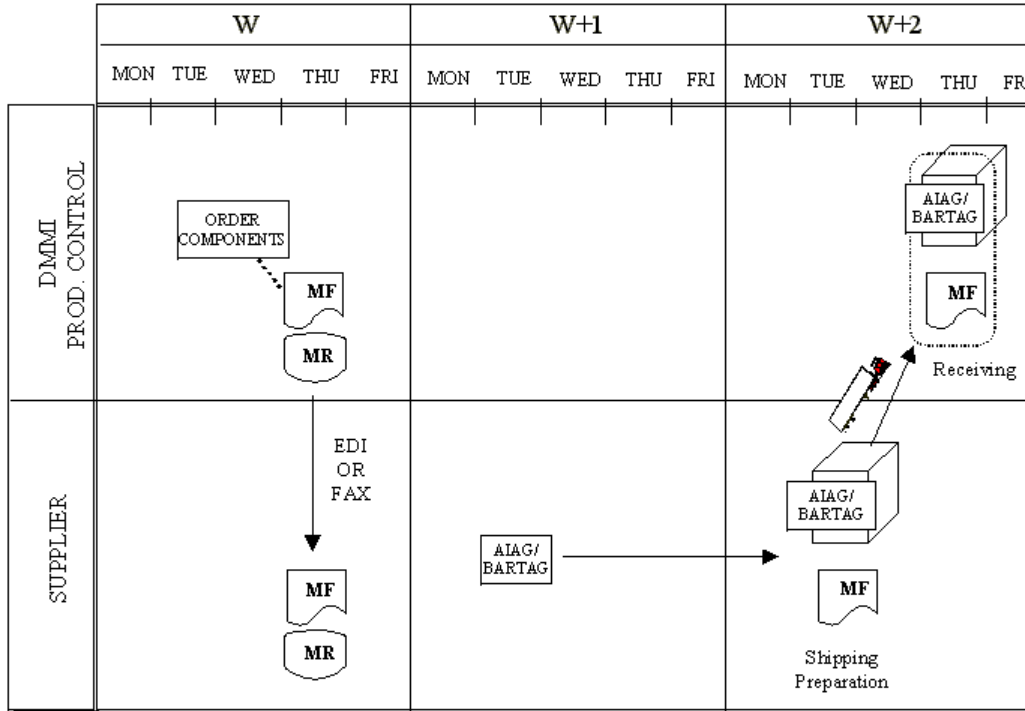 W
W+1
W+2
MON TUE WED THU FRI
MON TUE WED THU FRI
MON TUE WED THU FR
DMMI
PROD. CONTROL
ORDER
COMPONENTS
MF
MR
AIAG/
BARTAG
MF
Receiving
SUPPLIER
EDI
OR
FAX
MF
MR
AIAG/
BARTAG
AIAG/
BARTAG
MF
Shipping
Preparation